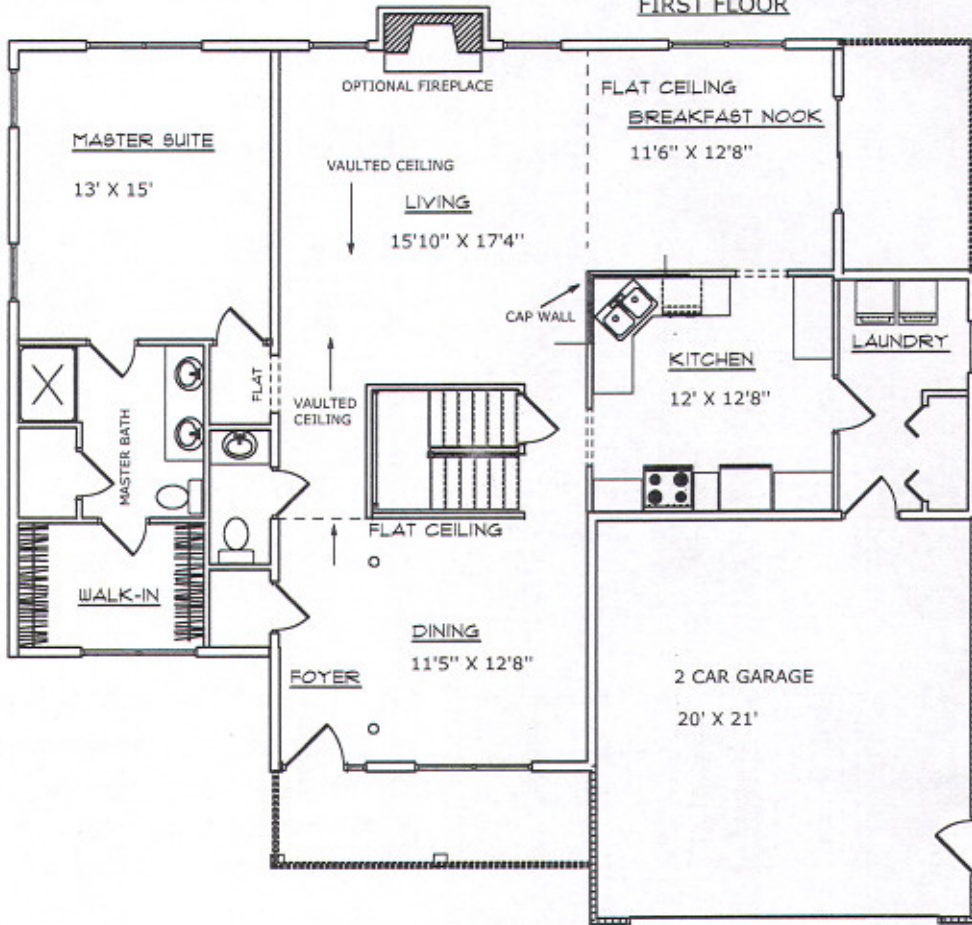 FIRST FLOOR
OPTIONAL FIREPLACE
FLAT CEILING
BREAKFAST NOOK
11'6" X 12'8"
MASTER SUITE
13' X 15'
VAULTED CEILING
LIVING
15'10" X 17'4"
CAP WALL
KITCHEN
12' X 12'8"
LAUNDRY
FLAT
VAULTED
CEILING
MASTER BATH
FLAT CEILING
WALK-IN
DINING
11'5" X 12'8"
FOYER
2 CAR GARAGE
20' X 21'